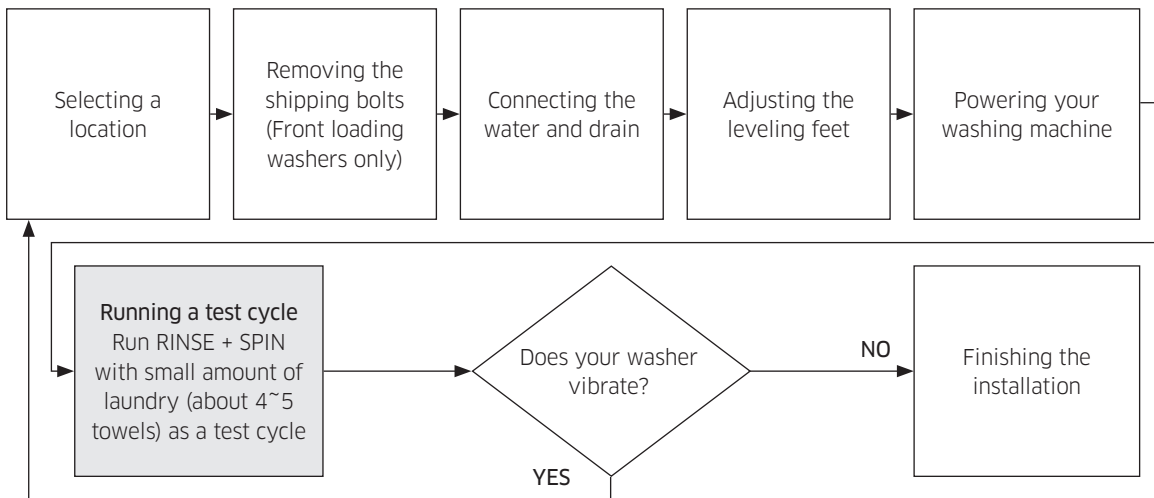 Selecting a
location
Removing the
shipping bolts
(Front loading
washers only)
Connecting the
water and drain
Adjusting the
leveling feet
Powering your
washing machine
Running a test cycle
Run RINSE + SPIN
with small amount of
laundry (about 4~5
towels) as a test cycle
Does your washer
vibrate?
NO
Finishing the
installation
YES